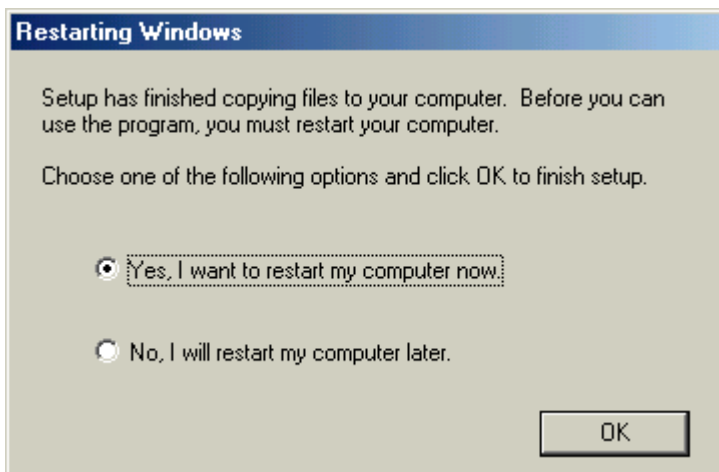 Restarting Windows
Setup has finished copying files to your computer.  Before you can
use the program, you must restart your computer.
Choose one of the following options and click OK to finish setup.
Yes, I want to restart my computer now.
No, I will restart my computer later.
OK